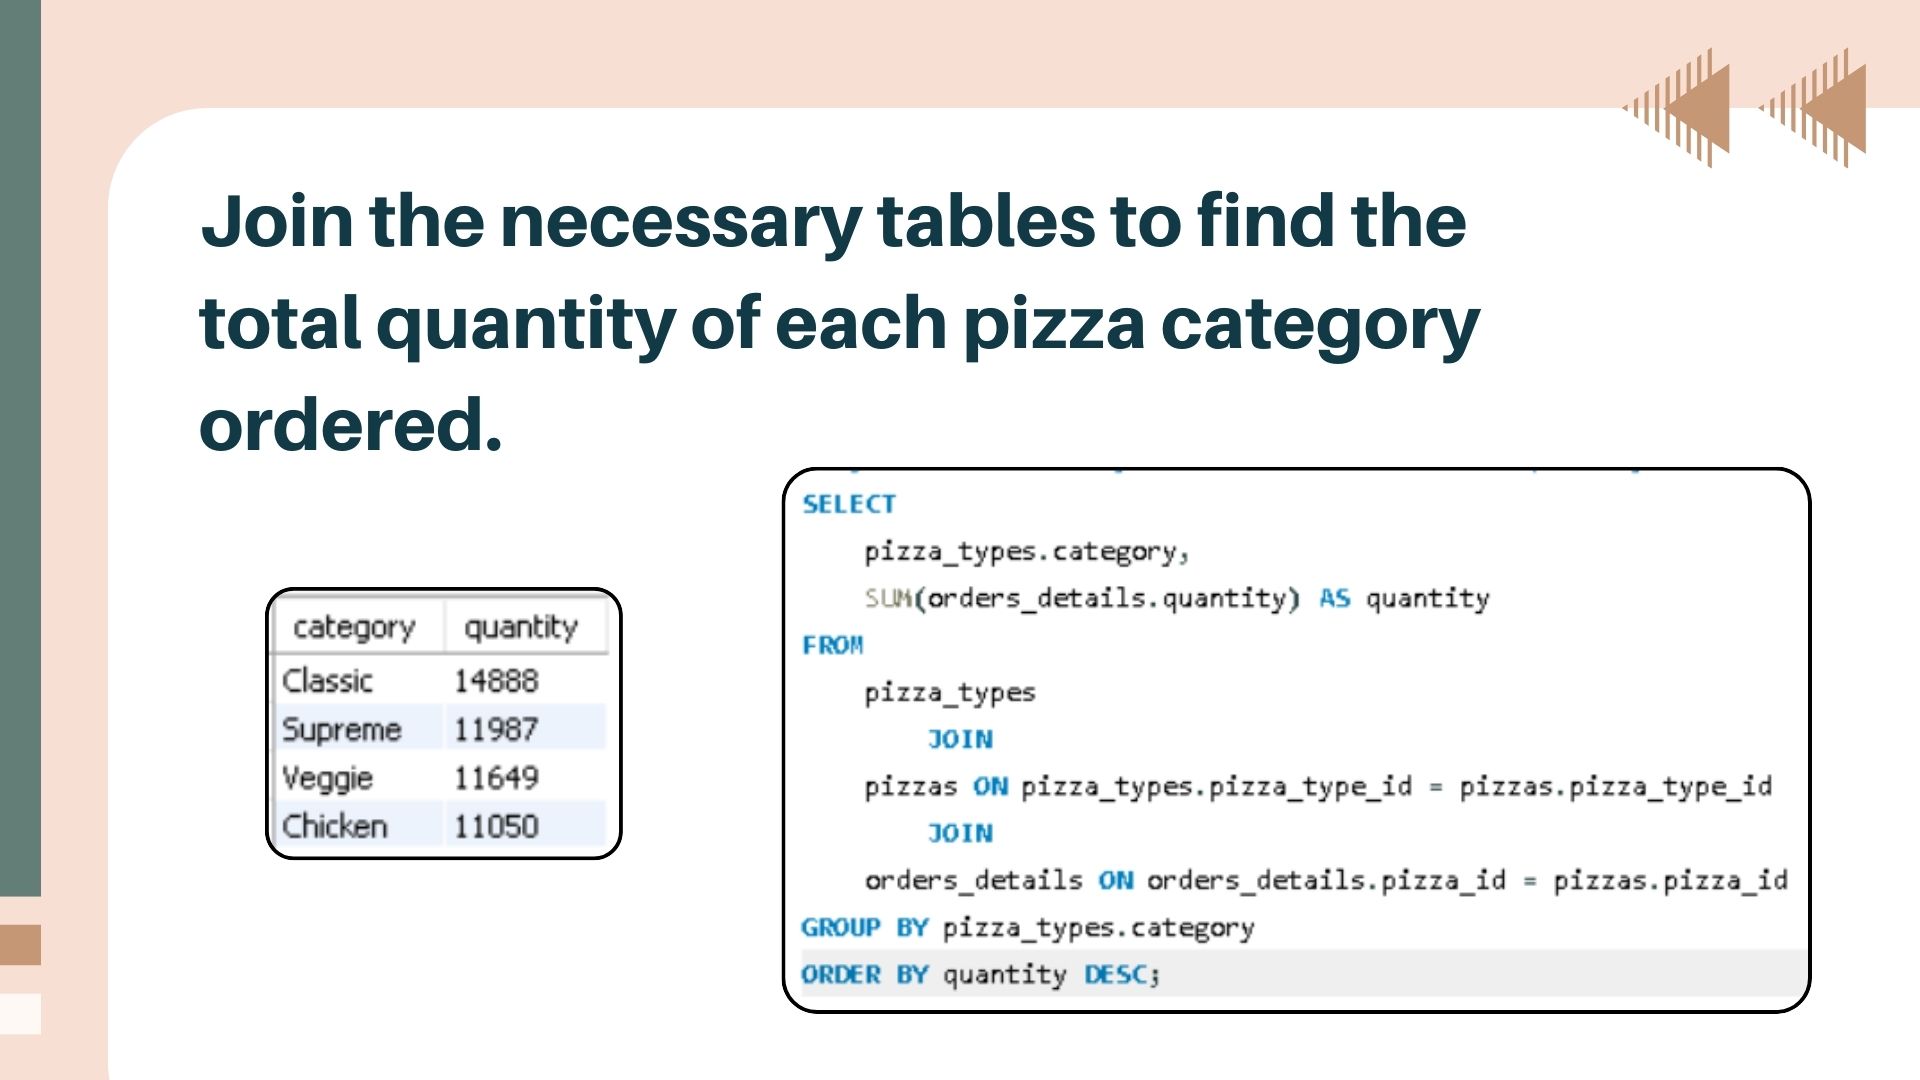 Join the necessary tables to find the
total quantity of each pizza category
ordered.
category quantity
Classic 14888
Supreme 11987
Veggie 11649
Chicken 11050
SELECT
pizza_types.category,
SUM(orders_details.quantity) AS quantity
FROM
pizza_types
JOIN
pizzas ON pizza_types.pizza_type_id = pizzas.pizza_type_id
JOIN
orders_details ON orders_details.pizza_id = pizzas.pizza_id
GROUP BY pizza_types.category
ORDER BY quantity DESC;